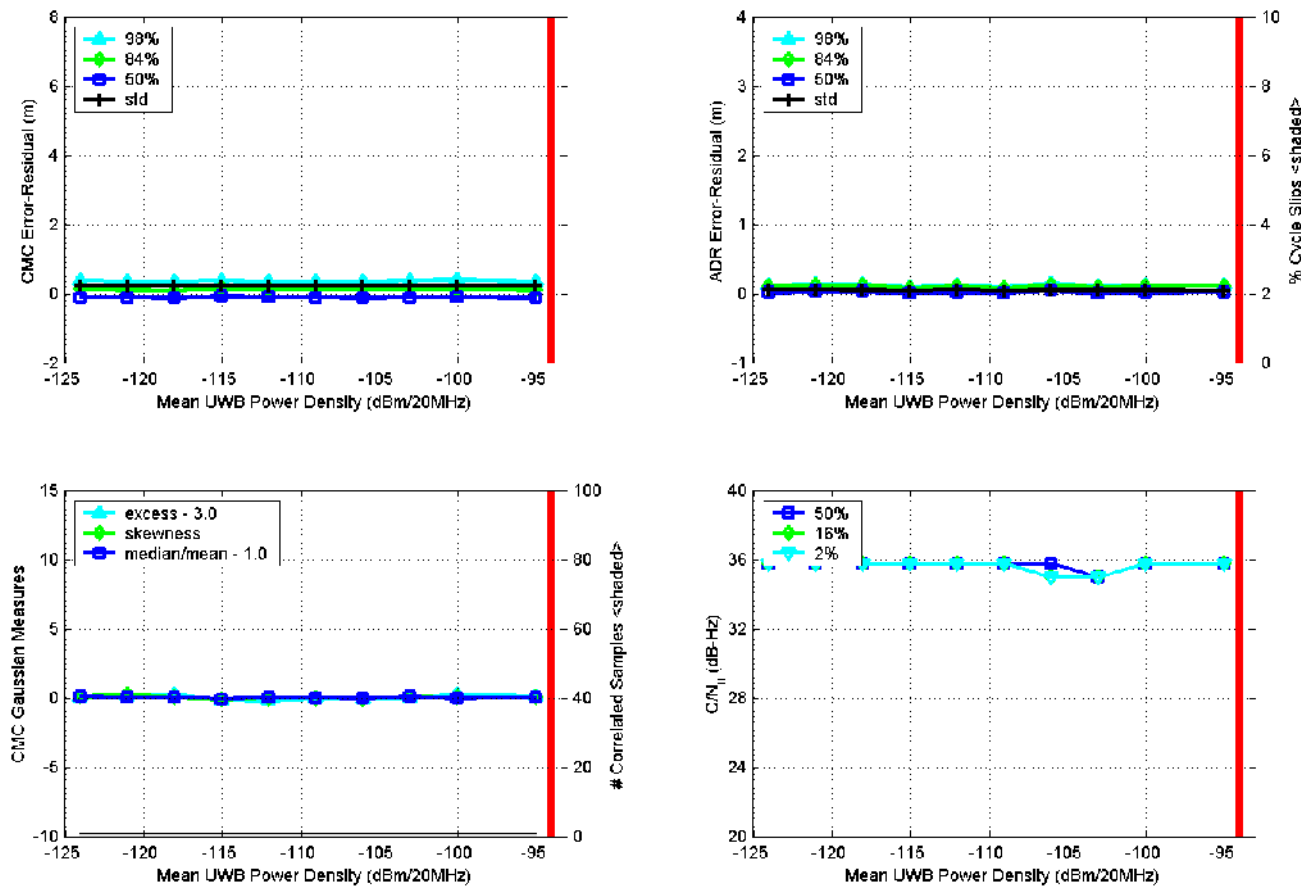 8
6
4
2
0
-2
CMC Error-Residual (m)
98%
84%
50%
std
-125 -120 -115 -110 -105 -100 -95
Mean UWB Power Density (dBm/20MHz)
4
3
2
1
0
-1
ADR Error-Residual (m)
98%
84%
50%
std
10
8
6
4
2
0
% Cycle Slips <shaded>
-125 -120 -115 -110 -105 -100 -95
Mean UWB Power Density (dBm/20MHz)
15
10
5
0
-5
-10
CMC Gaussian Measures
excess - 3.0
skewness
median/mean - 1.0
100
80
60
40
20
0
# Correlated Samples <shaded>
-125 -120 -115 -110 -105 -100 -95
Mean UWB Power Density (dBm/20MHz)
40
36
32
28
24
20
(dB-Hz)
50%
16%
2%
-125 -120 -115 -110 -105 -100 -95
Mean UWB Power Density (dBm/20MHz)